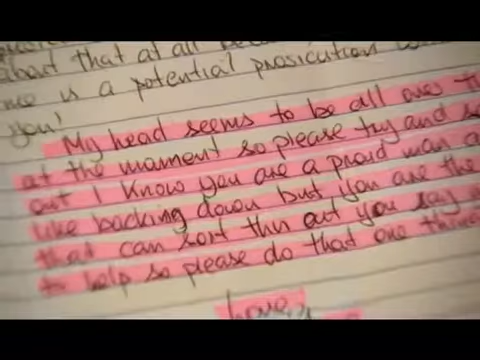 about that at all
is a potential prosicution
you!
My head seems to be all over
at the moment so please try and
out I know you are a proud man
like backing down but you are the
that can sort this out you say
to help so please do that one thing
love,